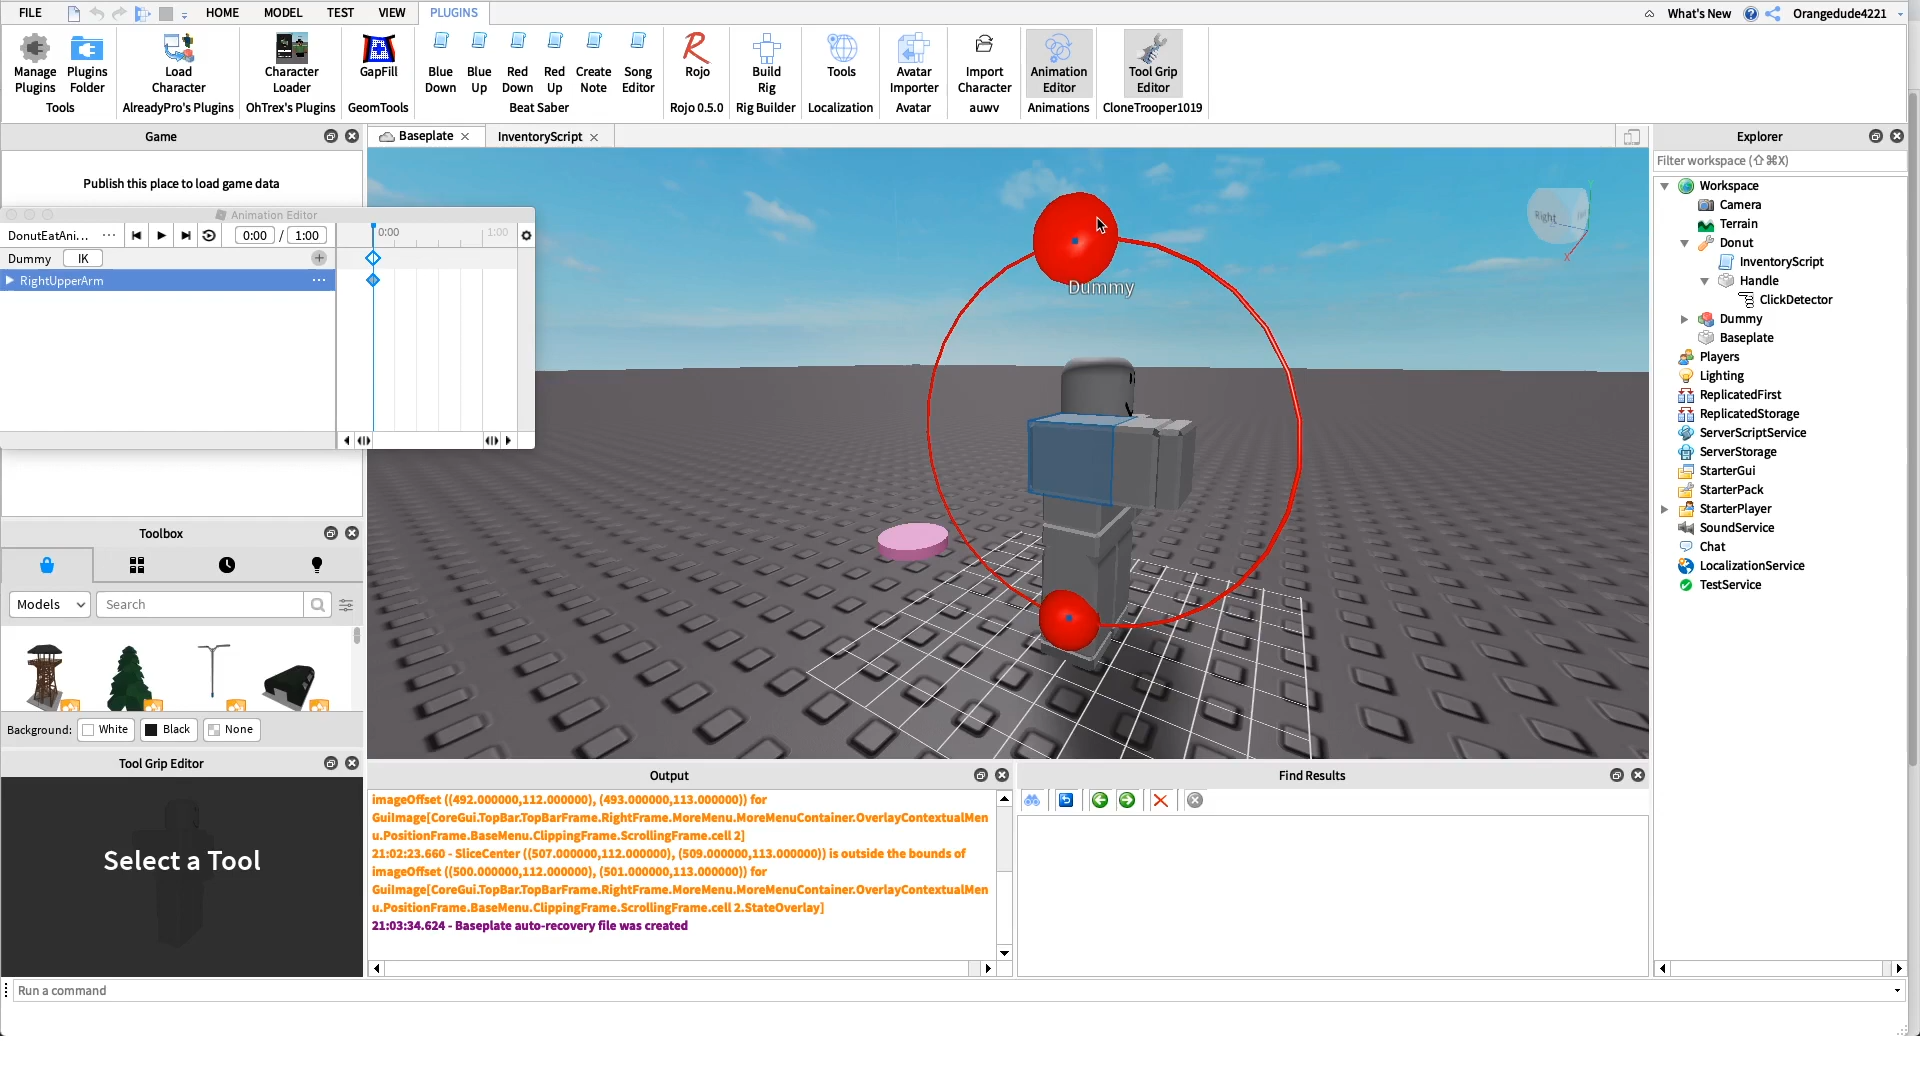 FILE HOME MODEL TEST VIEW PLUGINS What's New Orangedude4221
Manage Plugins
Plugins Folder
Tools
Load Character
AlreadyPro's Plugins
Character Loader
OhTrex's Plugins
GapFill
GeomTools
Blue Down
Blue Up
Red Down
Red Up
Create Note
Song Editor
Beat Saber
Rojo
Rojo 0.5.0
Build Rig
Rig Builder
Tools
Localization
Avatar Importer
Avatar
Import Character
auwv
Animation Editor
Animations
Tool Grip Editor
CloneTrooper1019
Game
Publish this place to load game data
Baseplate
InventoryScript
Animation Editor
DonutEatAni... ... 0:00 / 1:00 0:00 1:00
Dummy IK
RightUpperArm ...
Dummy
Right
Y
X
Toolbox
Models Search
Background: White Black None
Tool Grip Editor
Select a Tool
Output
imageOffset ((492.000000,112.000000), (493.000000,113.000000)) for
GuiImage[CoreGui.TopBar.TopBarFrame.RightFrame.MoreMenu.MoreMenuContainer.OverlayContextualMen
u.PositionFrame.BaseMenu.ClippingFrame.ScrollingFrame.cell 2]
21:02:23.660 - SliceCenter ((507.000000,112.000000), (509.000000,113.000000)) is outside the bounds of
imageOffset ((500.000000,112.000000), (501.000000,113.000000)) for
GuiImage[CoreGui.TopBar.TopBarFrame.RightFrame.MoreMenu.MoreMenuContainer.OverlayContextualMen
u.PositionFrame.BaseMenu.ClippingFrame.ScrollingFrame.cell 2.StateOverlay]
21:03:34.624 - Baseplate auto-recovery file was created
Find Results
Explorer
Filter workspace (⇧⌘X)
Workspace
Camera
Terrain
Donut
InventoryScript
Handle
ClickDetector
Dummy
Baseplate
Players
Lighting
ReplicatedFirst
ReplicatedStorage
ServerScriptService
ServerStorage
StarterGui
StarterPack
StarterPlayer
SoundService
Chat
LocalizationService
TestService
Run a command